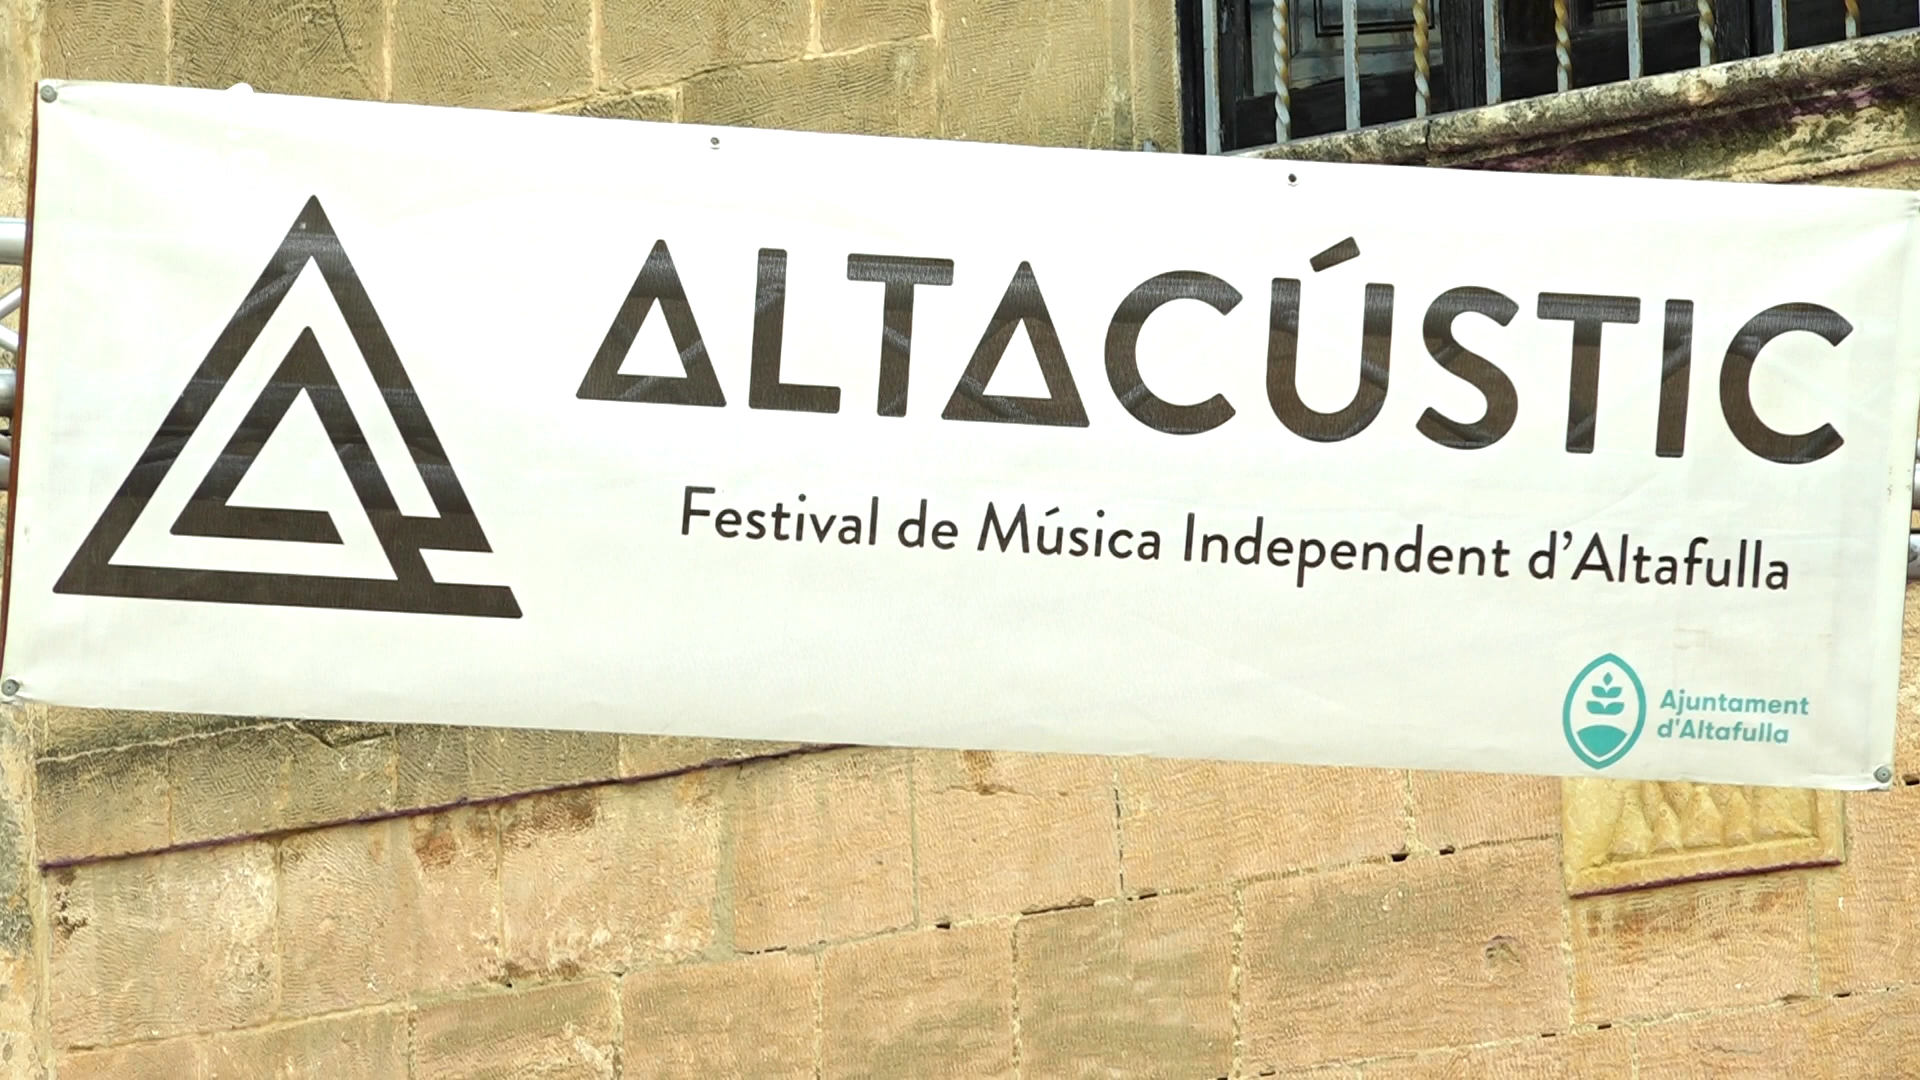 ALTACÚSTIC
Festival de Música Independent d'Altafulla
Ajuntament
d'Altafulla